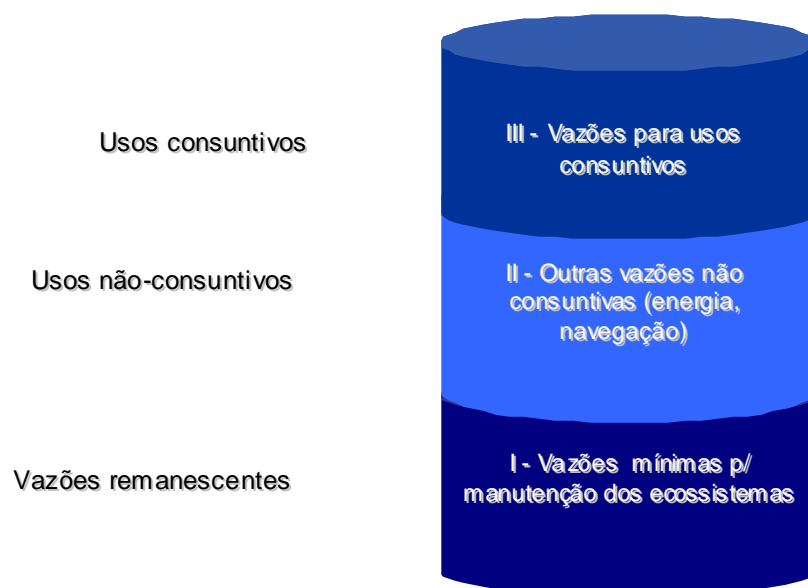 Usos consuntivos
III - Vazões para usos
consuntivos
Usos não-consuntivos
II - Outras vazões não
consuntivas (energia,
navegação)
Vazões remanescentes
I - Vazões mínimas p/
manutenção dos ecossistemas